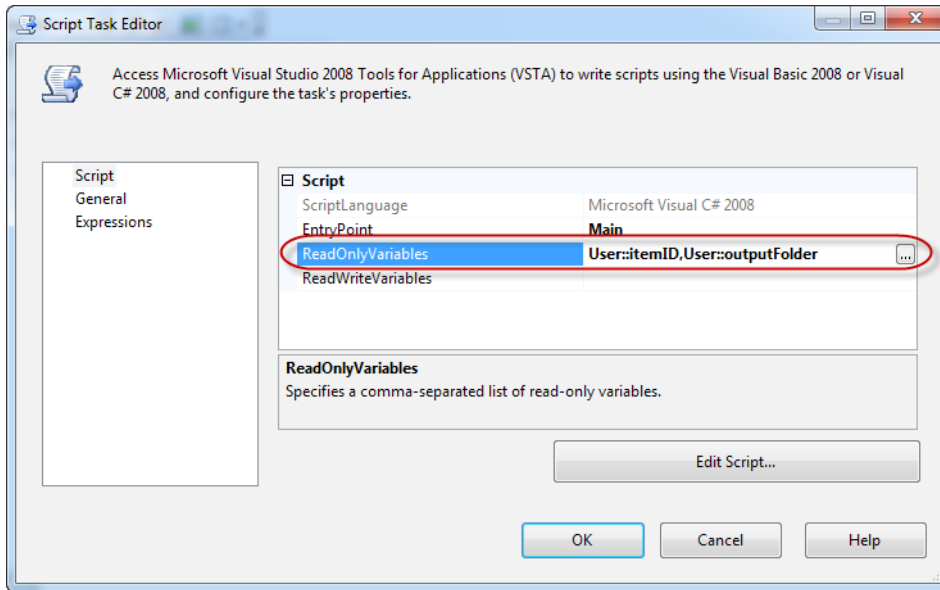 Script Task Editor
Access Microsoft Visual Studio 2008 Tools for Applications (VSTA) to write scripts using the Visual Basic 2008 or Visual
C# 2008, and configure the task's properties.
Script
General
Expressions
Script
ScriptLanguage Microsoft Visual C# 2008
EntryPoint Main
ReadOnlyVariables User::itemID,User::outputFolder ...
ReadWriteVariables
ReadOnlyVariables
Specifies a comma-separated list of read-only variables.
Edit Script...
OK Cancel Help